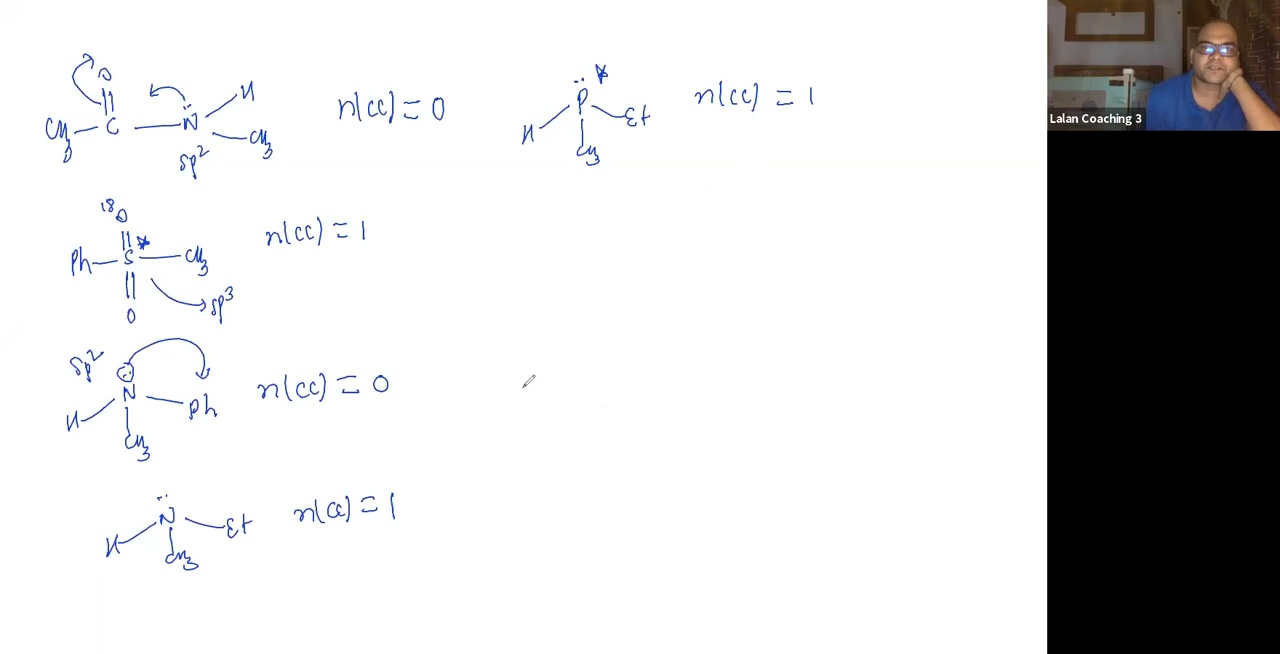 O
CH3 C N̈ H
CH3
sp2
n(cc) = 0
P̈ *
H Et
CH3
n(cc) = 1
Lalan Coaching 3
18O
Ph S * CH3
O
sp3
n(cc) = 1
sp2
N̈
H Ph
CH3
n(cc) = 0
N̈
H Et
CH3
n(cc) = 1